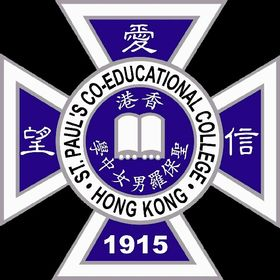 愛
望
信
ST. PAUL'S CO-EDUCATIONAL COLLEGE
• HONG KONG •
港香
聖保羅男女中學
1915